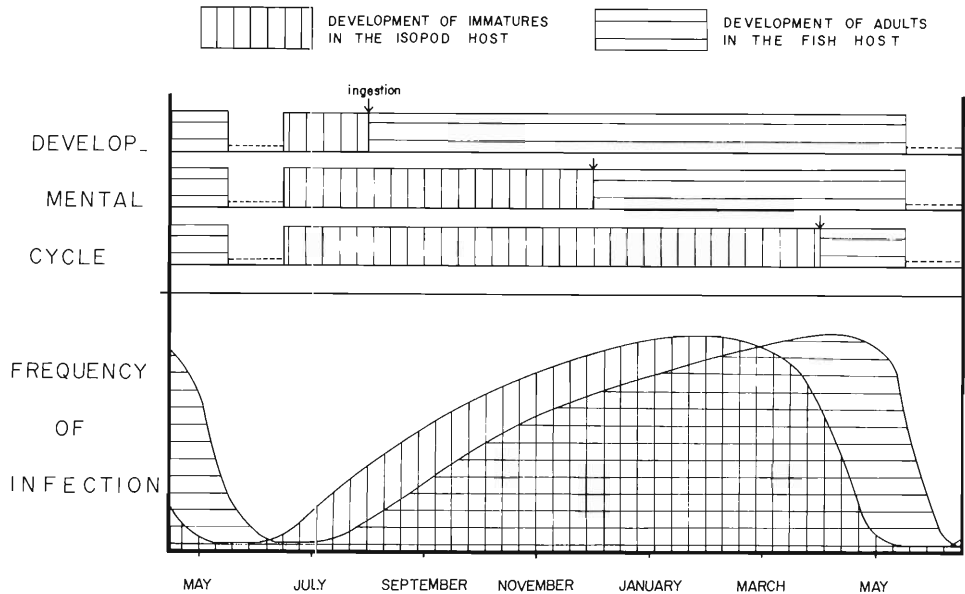 DEVELOPMENT OF IMMATURES
IN THE ISOPOD HOST
DEVELOPMENT OF ADULTS
IN THE FISH HOST
ingestion
DEVELOP_
MENTAL
CYCLE
FREQUENCY
OF
INFECTION
MAY JULY SEPTEMBER NOVEMBER JANUARY MARCH MAY